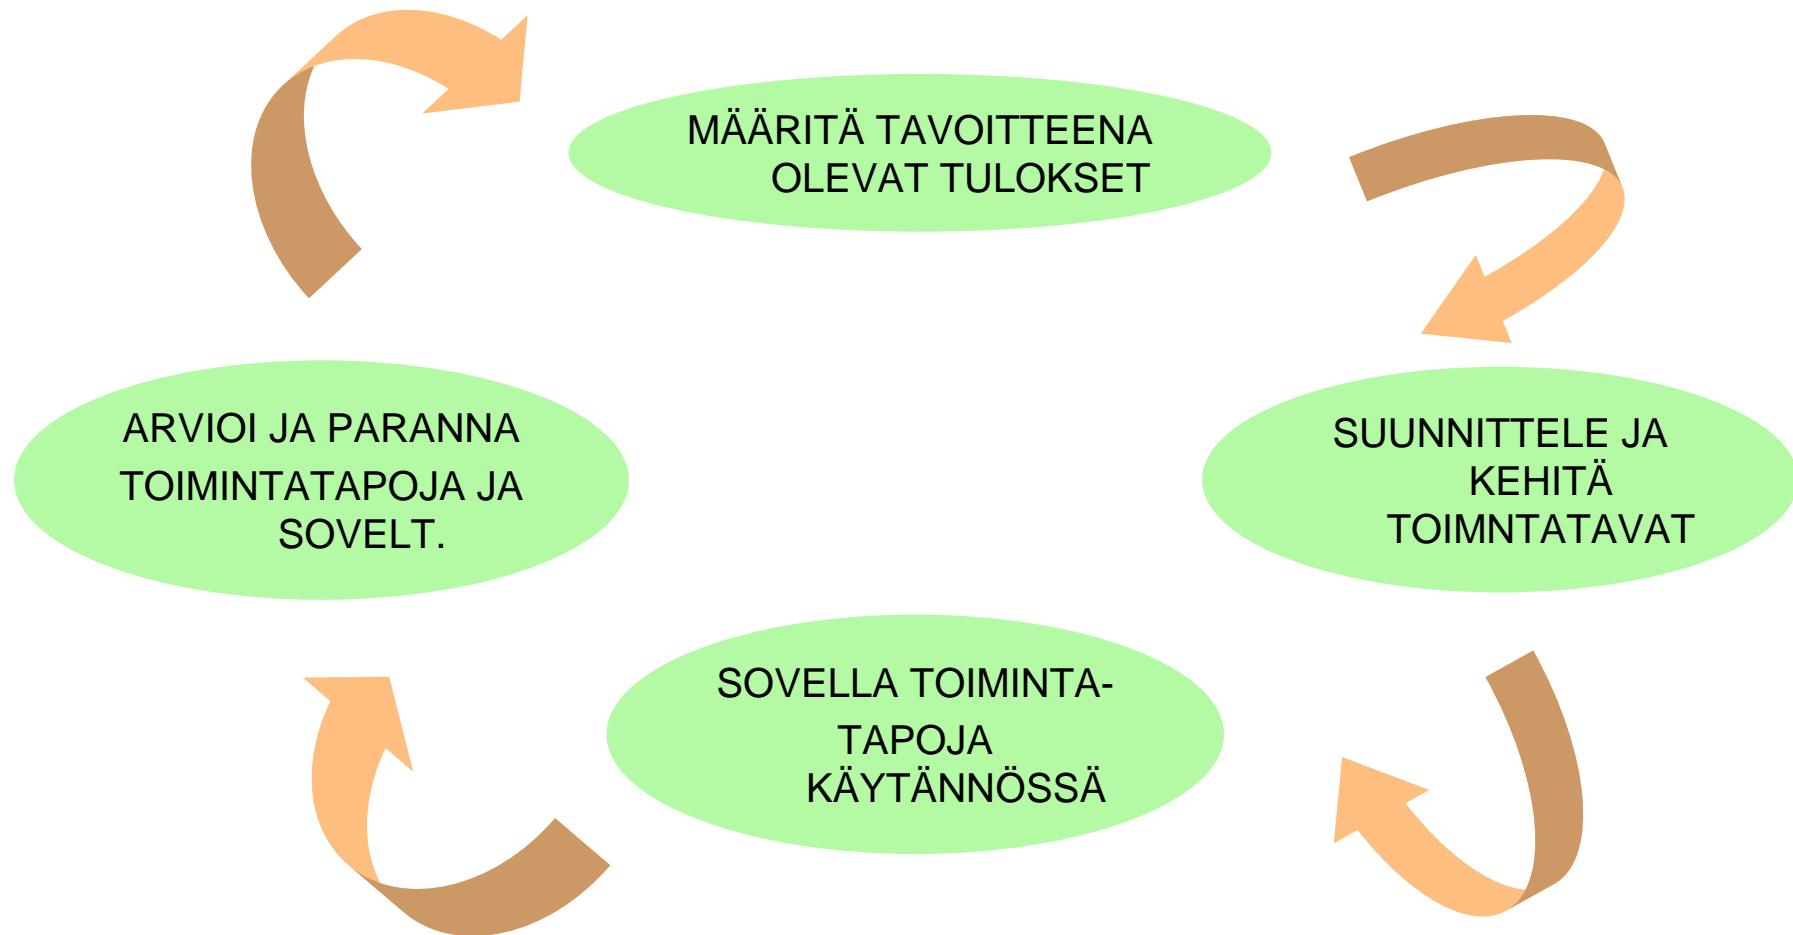 MÄÄRITÄ TAVOITTEENA
OLEVAT TULOKSET
ARVIOI JA PARANNA
TOIMINTATAPOJA JA
SOVELT.
SUUNNITTELE JA
KEHITÄ
TOIMNTATAVAT
SOVELLA TOIMINTA-
TAPOJA
KÄYTÄNNÖSSÄ